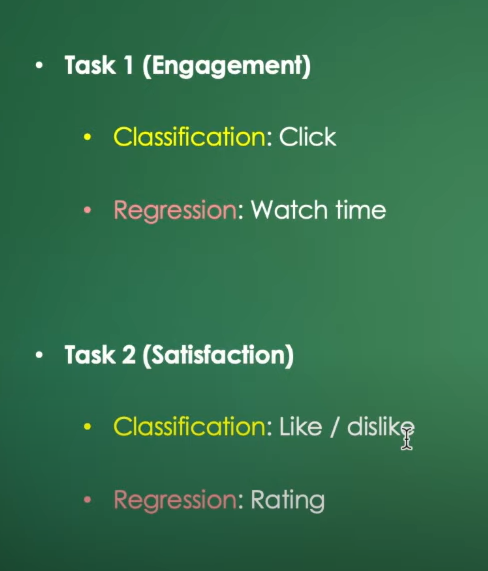 • Task 1 (Engagement)
• Classification: Click
• Regression: Watch time
• Task 2 (Satisfaction)
• Classification: Like / dislike
• Regression: Rating